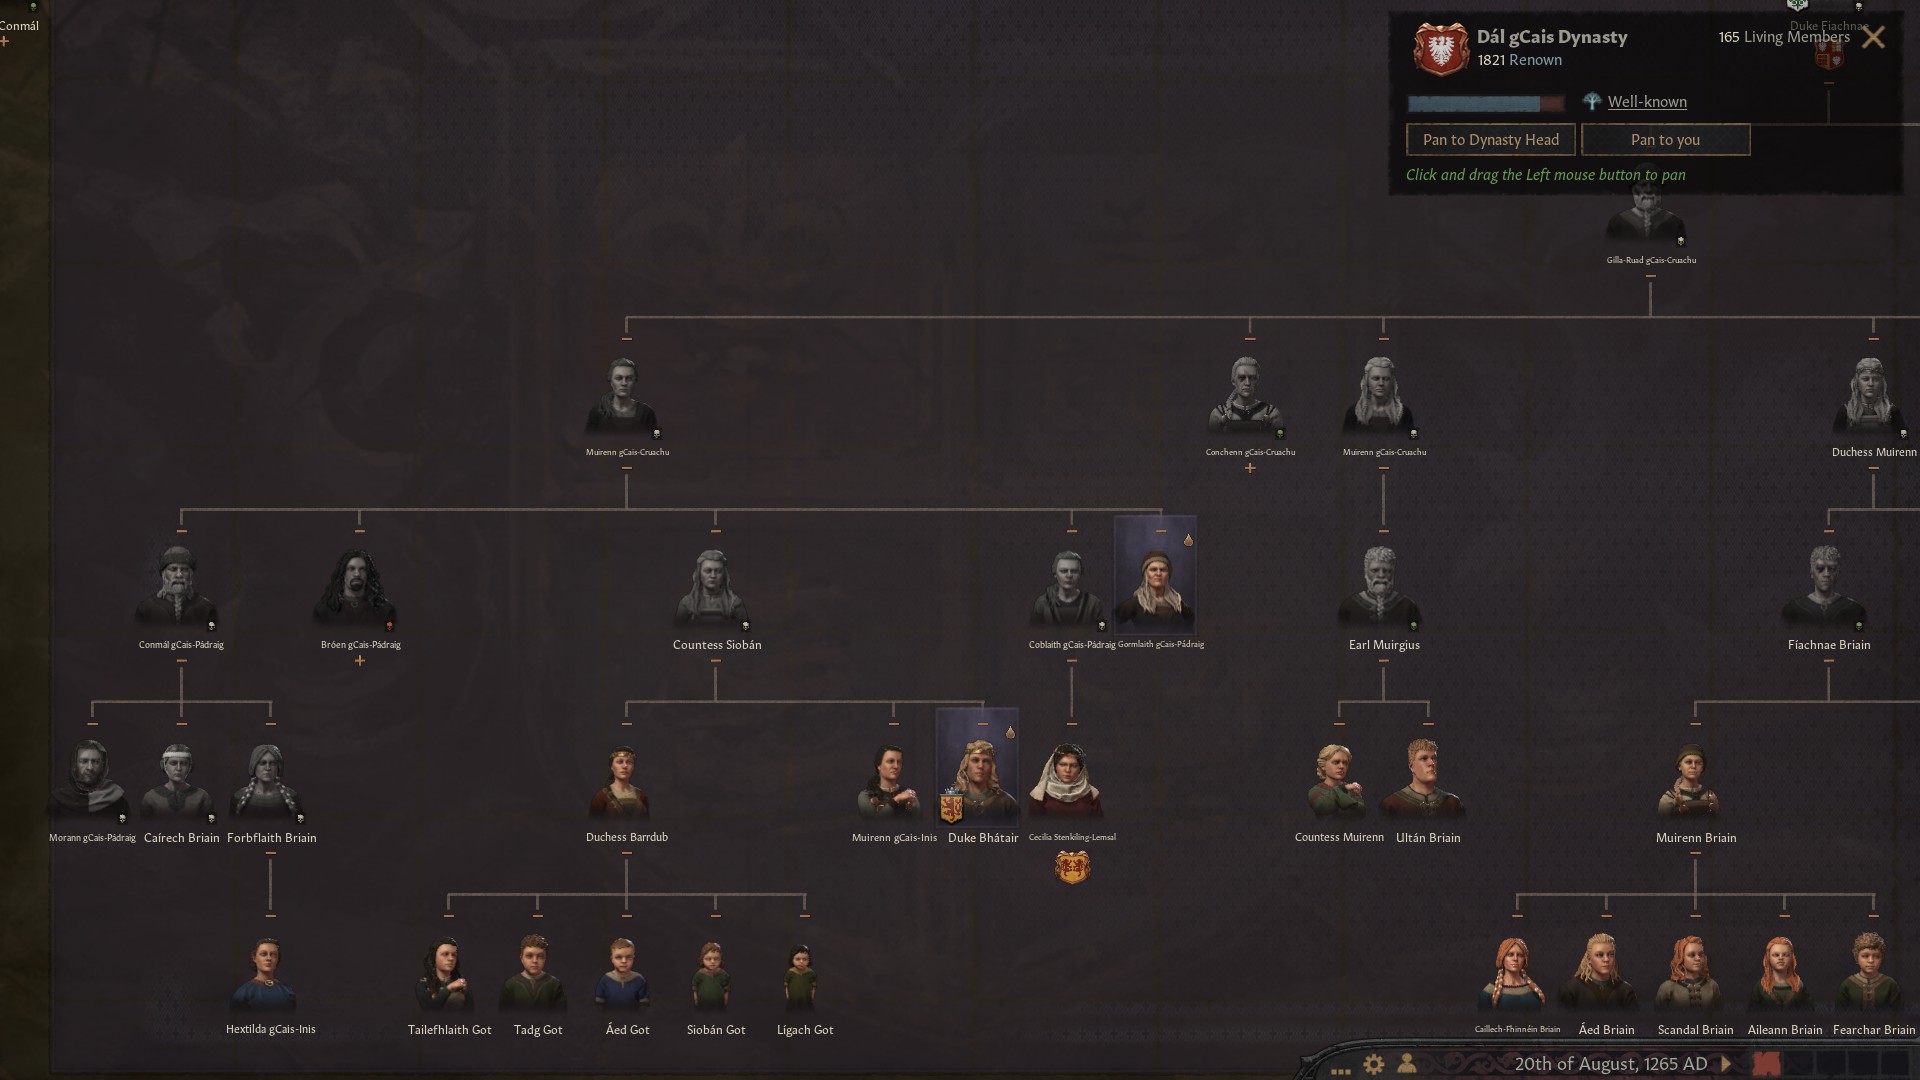 Conmál
Duke Fiachnae
Dál gCais Dynasty
165 Living Members
1821 Renown
Well-known
Pan to Dynasty Head
Pan to you
Click and drag the Left mouse button to pan
Gilla-Ruad gCais-Cruachu
Muirenn gCais-Cruachu
Conchenn gCais-Cruachu
Muirenn gCais-Cruachu
Duchess Muirenn
Conmál gCais-Pádraig
Bróen gCais-Pádraig
Countess Siobán
Coblaith gCais-Pádraig
Gormlaith gCais-Pádraig
Earl Muirgius
Fíachnae Briain
Morann gCais-Pádraig
Caírech Briain
Forbflaith Briain
Duchess Barrdub
Muirenn gCais-Inis
Duke Bhátair
Cecilia Stenkiling-Lemsal
Countess Muirenn
Ultán Briain
Muirenn Briain
Hextilda gCais-Inis
Tailefhlaith Got
Tadg Got
Áed Got
Siobán Got
Lígach Got
Caillech-Fhinnéin Briain
Áed Briain
Scandal Briain
Aileann Briain
Fearchar Briain
20th of August, 1265 AD